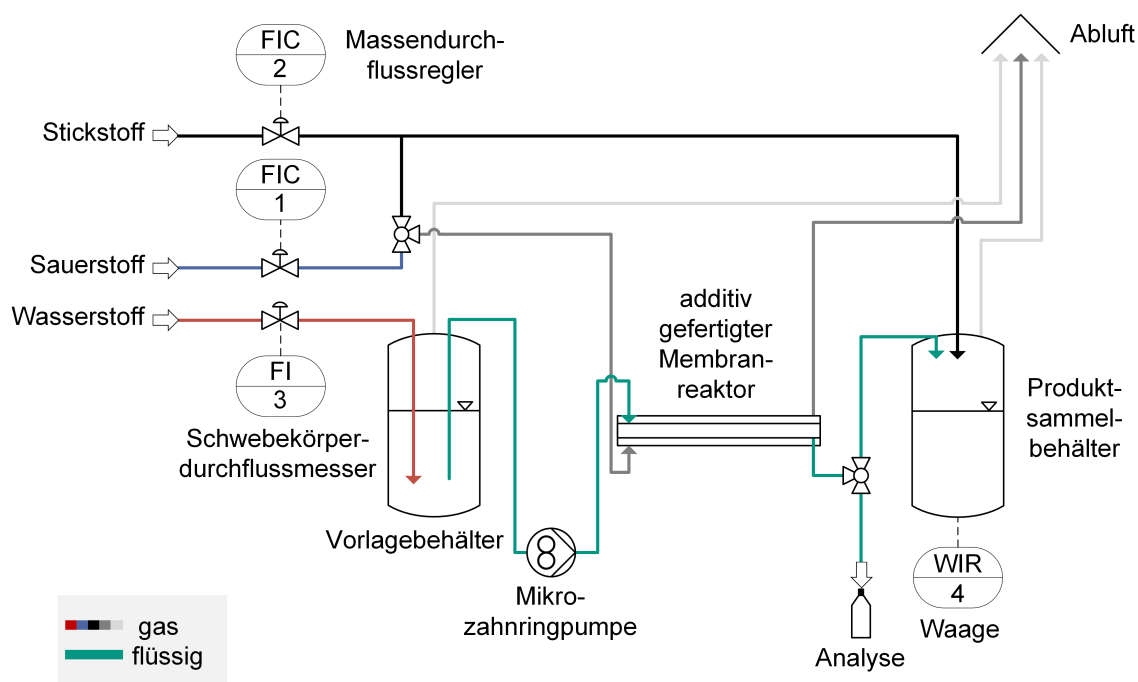 FIC
2
Massendurch-
flussregler
Abluft
Stickstoff
FIC
1
Sauerstoff
Wasserstoff
FI
3
Schwebekörper-
durchflussmesser
additiv
gefertigter
Membran-
reaktor
Produkt-
sammel-
behälter
Vorlagebehälter
Mikro-
zahnringpumpe
WIR
4
Waage
Analyse
gas
flüssig